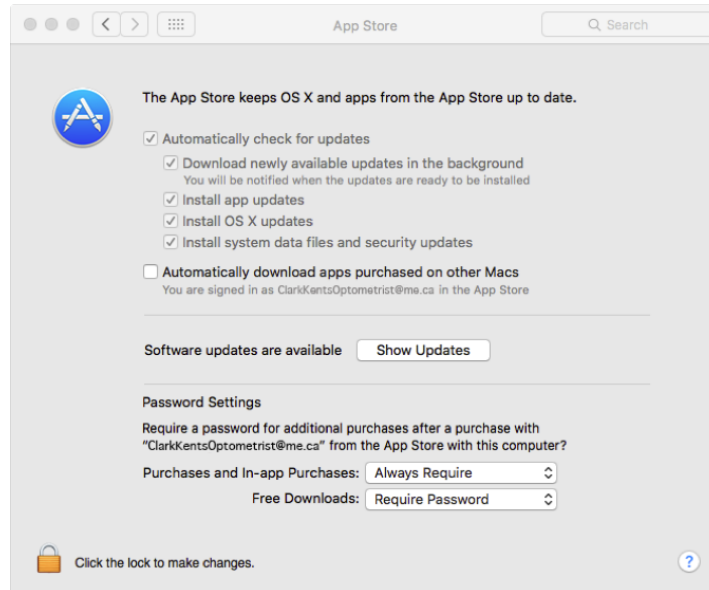 App Store
Search
The App Store keeps OS X and apps from the App Store up to date.
Automatically check for updates
Download newly available updates in the background
You will be notified when the updates are ready to be installed
Install app updates
Install OS X updates
Install system data files and security updates
Automatically download apps purchased on other Macs
You are signed in as ClarkKentsOptometrist@me.ca in the App Store
Software updates are available Show Updates
Password Settings
Require a password for additional purchases after a purchase with
“ClarkKentsOptometrist@me.ca” from the App Store with this computer?
Purchases and In-app Purchases: Always Require
Free Downloads: Require Password
Click the lock to make changes.
?